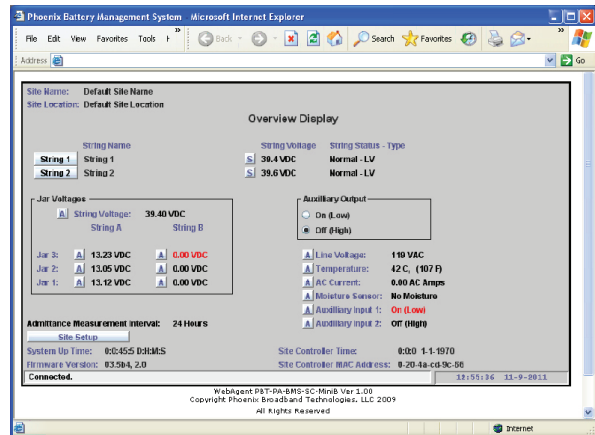 Phoenix Battery Management System - Microsoft Internet Explorer
File Edit View Favorites Tools H » Back Search Favorites »
Address Go
Site Name: Default Site Name
Site Location: Default Site Location
Overview Display
String Name String Voltage String Status - Type
String 1 String 1 S 39.4 VDC Normal - LV
String 2 String 2 S 39.6 VDC Normal - LV
Jar Voltages
A String Voltage: 39.40 VDC
String A String B
Jar 3: A 13.23 VDC A 0.00 VDC
Jar 2: A 13.05 VDC A 0.00 VDC
Jar 1: A 13.12 VDC A 0.00 VDC
Auxilliary Output
On (Low)
Off (High)
A Line Voltage: 119 VAC
A Temperature: 42 C, (107 F)
A AC Current: 0.00 AC Amps
A Moisture Sensor: No Moisture
A Auxilliary Input 1: On (Low)
A Auxilliary Input 2: Off (High)
Admittance Measurement Interval: 24 Hours
Site Setup
System Up Time: 0:0:45:5 D:H:M:S Site Controller Time: 0:0:0 1-1-1970
Firmware Version: 03.5b4, 2.0 Site Controller MAC Address: 0-20-4a-cd-9c-56
Connected. 12:55:36 11-9-2011
WebAgent PBT-PA-BMS-SC-MiniB Ver 1.00
Copyright Phoenix Broadband Technologies, LLC 2009
All Rights Reserved
Internet